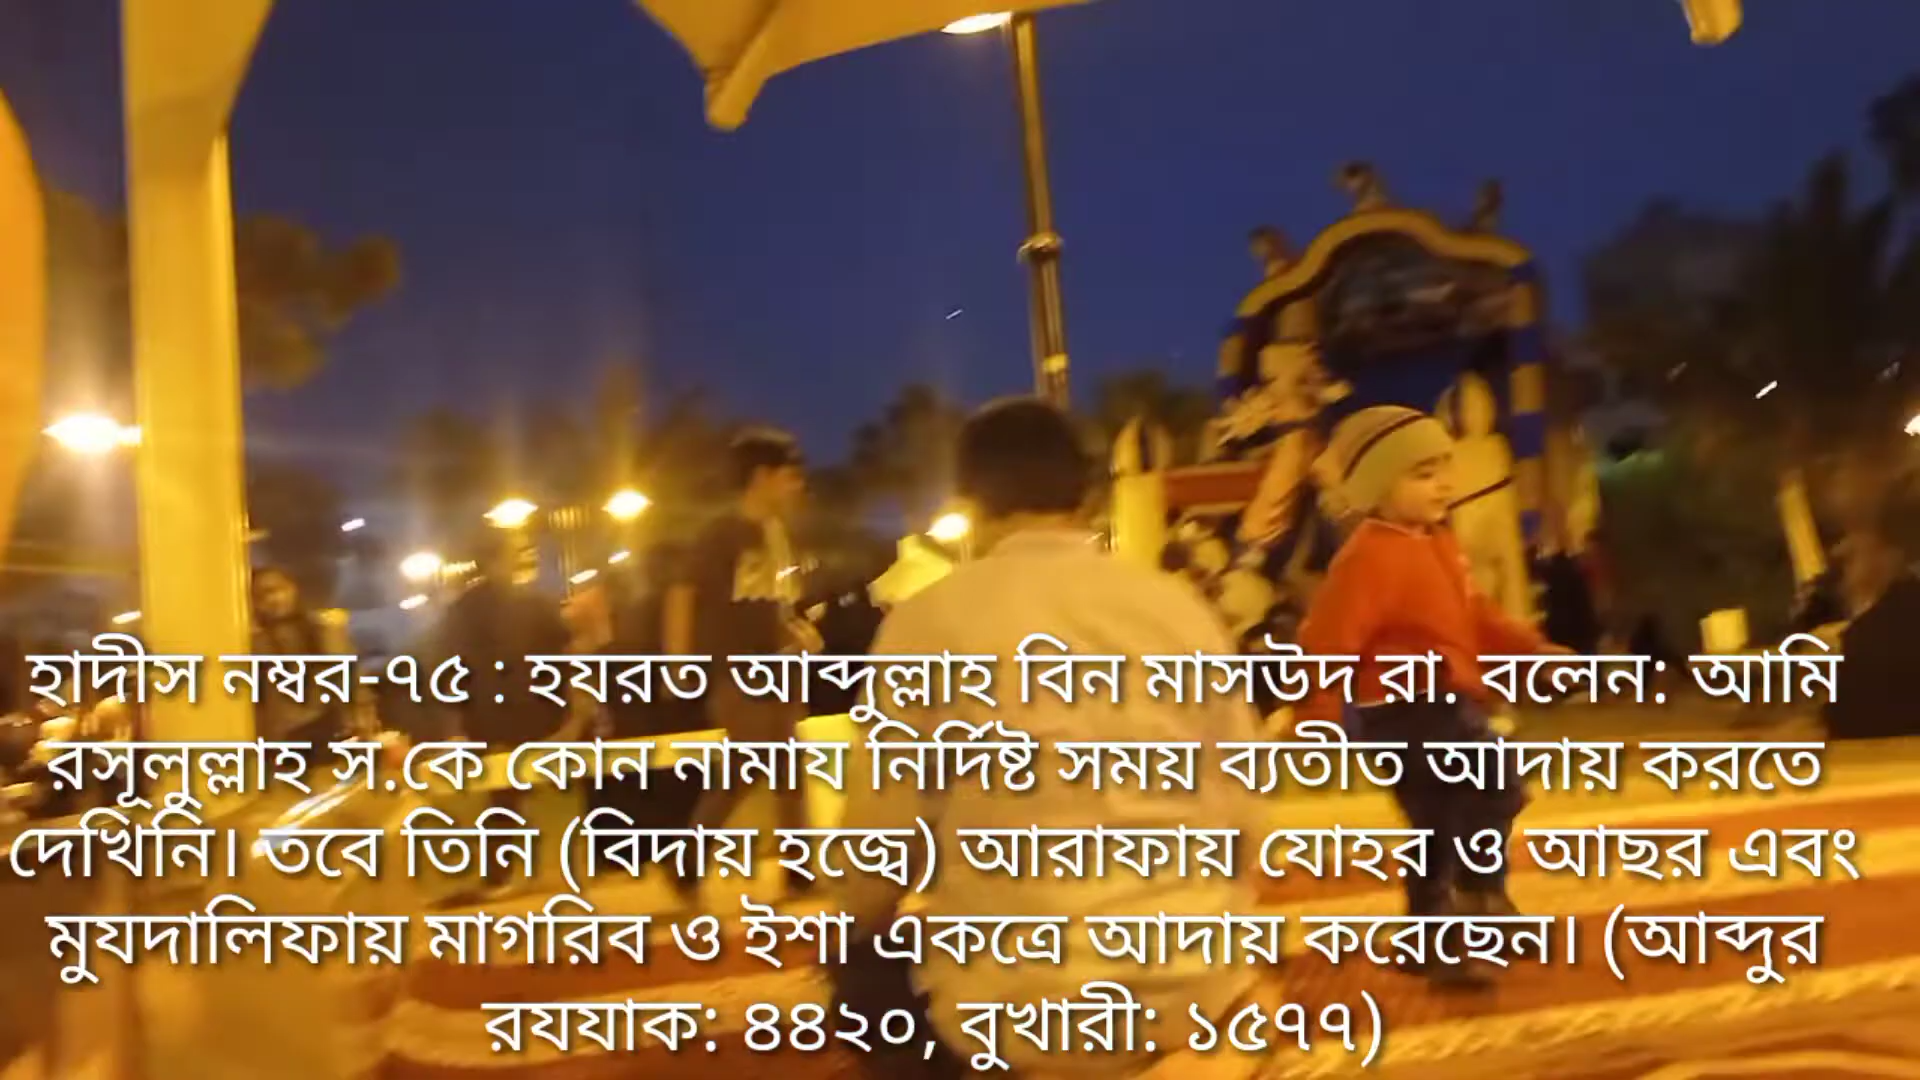 হাদীস নম্বর-৭৫ : হযরত আব্দুল্লাহ বিন মাসউদ রা. বলেন: আমি
রসূলুল্লাহ স.কে কোন নামায নির্দিষ্ট সময় ব্যতীত আদায় করতে
দেখিনি। তবে তিনি (বিদায় হজ্বে) আরাফায় যোহর ও আছর এবং
মুযদালিফায় মাগরিব ও ইশা একত্রে আদায় করেছেন। (আব্দুর
রযযাক: ৪৪২০, বুখারী: ১৫৭৭)